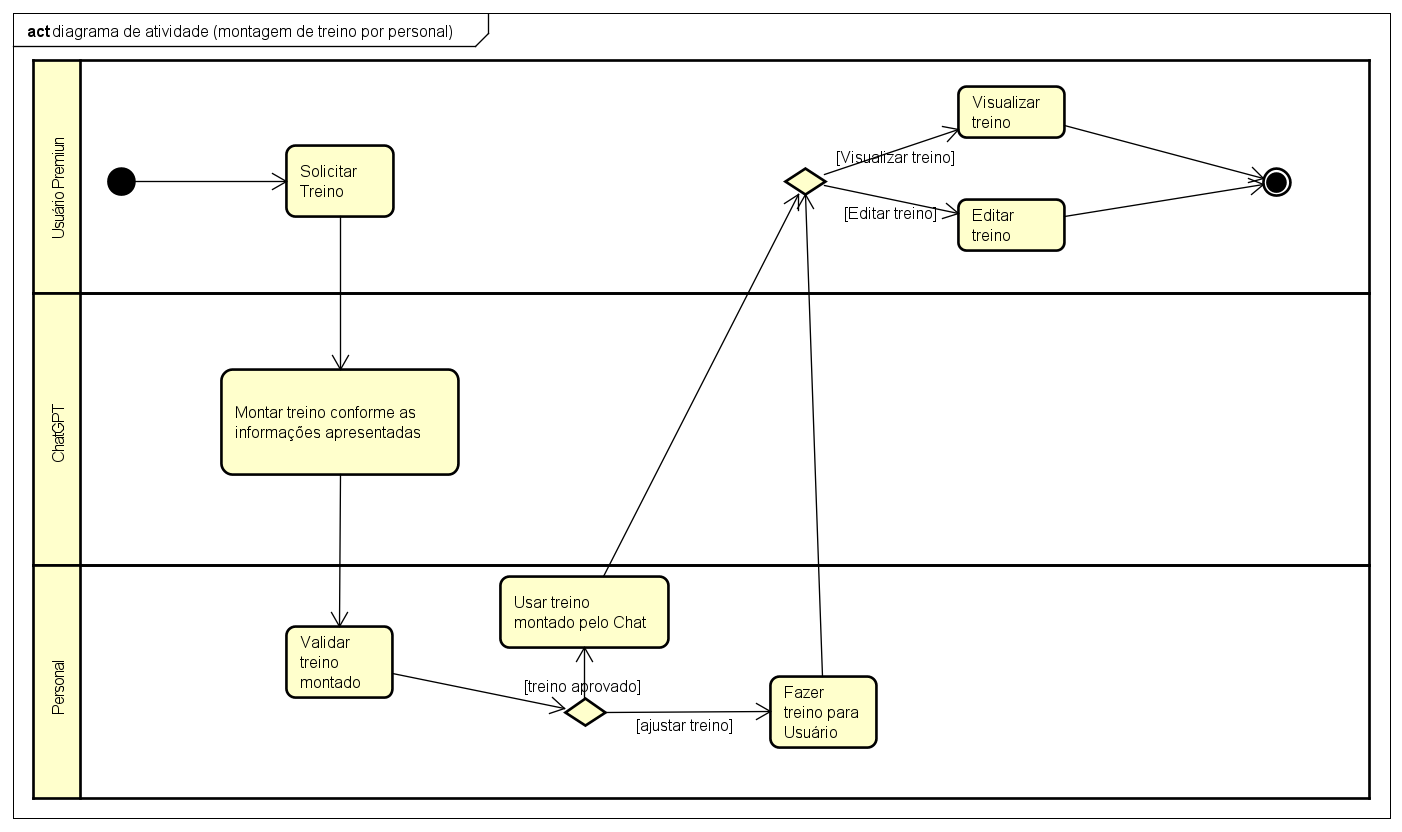 act diagrama de atividade (montagem de treino por personal)
Usuário Premiun
Solicitar
Treino
[Visualizar treino]
[Editar treino]
Visualizar
treino
Editar
treino
ChatGPT
Montar treino conforme as
informações apresentadas
Personal
Validar
treino
montado
Usar treino
montado pelo Chat
[treino aprovado]
[ajustar treino]
Fazer
treino para
Usuário